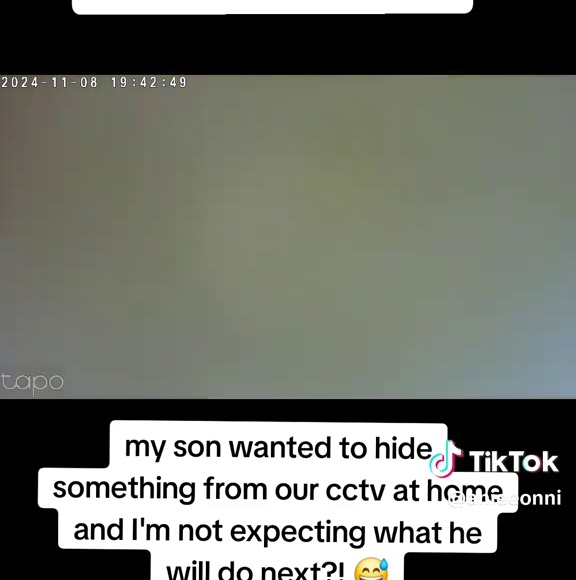 2024-11-08 19:42:49
tapo
my son wanted to hide
TikTok
something from our cctv at home
and I'm not expecting what he
will do next?! 😅